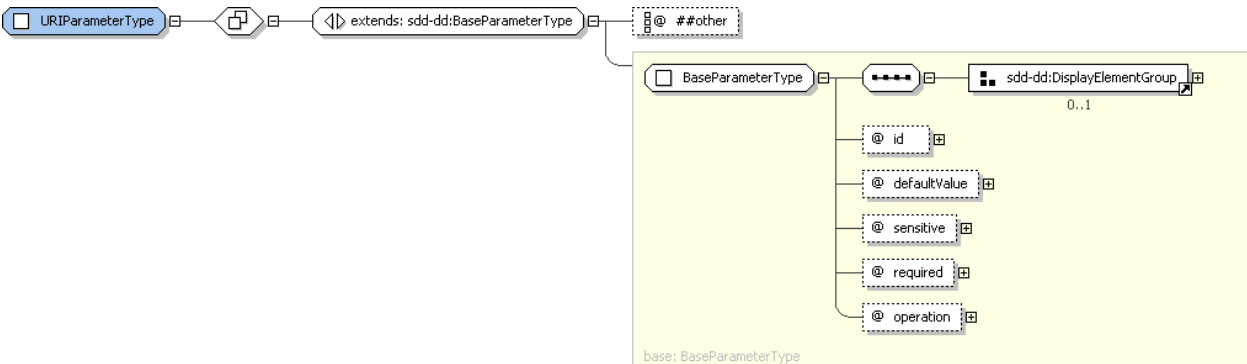 URIParameterType
extends: sdd-dd:BaseParameterType
@ ##other
BaseParameterType
sdd-dd:DisplayElementGroup
0..1
@ id
@ defaultValue
@ sensitive
@ required
@ operation
base: BaseParameterType